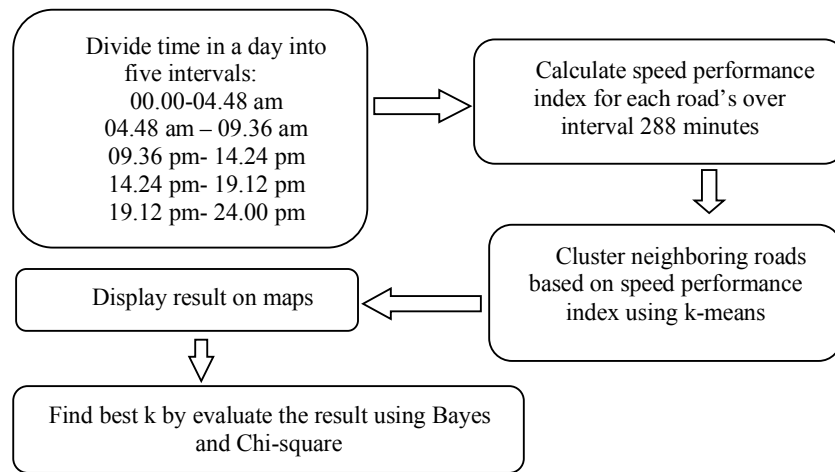 Divide time in a day into
five intervals:
00.00-04.48 am
04.48 am – 09.36 am
09.36 pm- 14.24 pm
14.24 pm- 19.12 pm
19.12 pm- 24.00 pm
Calculate speed performance
index for each road's over
interval 288 minutes
Cluster neighboring roads
based on speed performance
index using k-means
Display result on maps
Find best k by evaluate the result using Bayes
and Chi-square